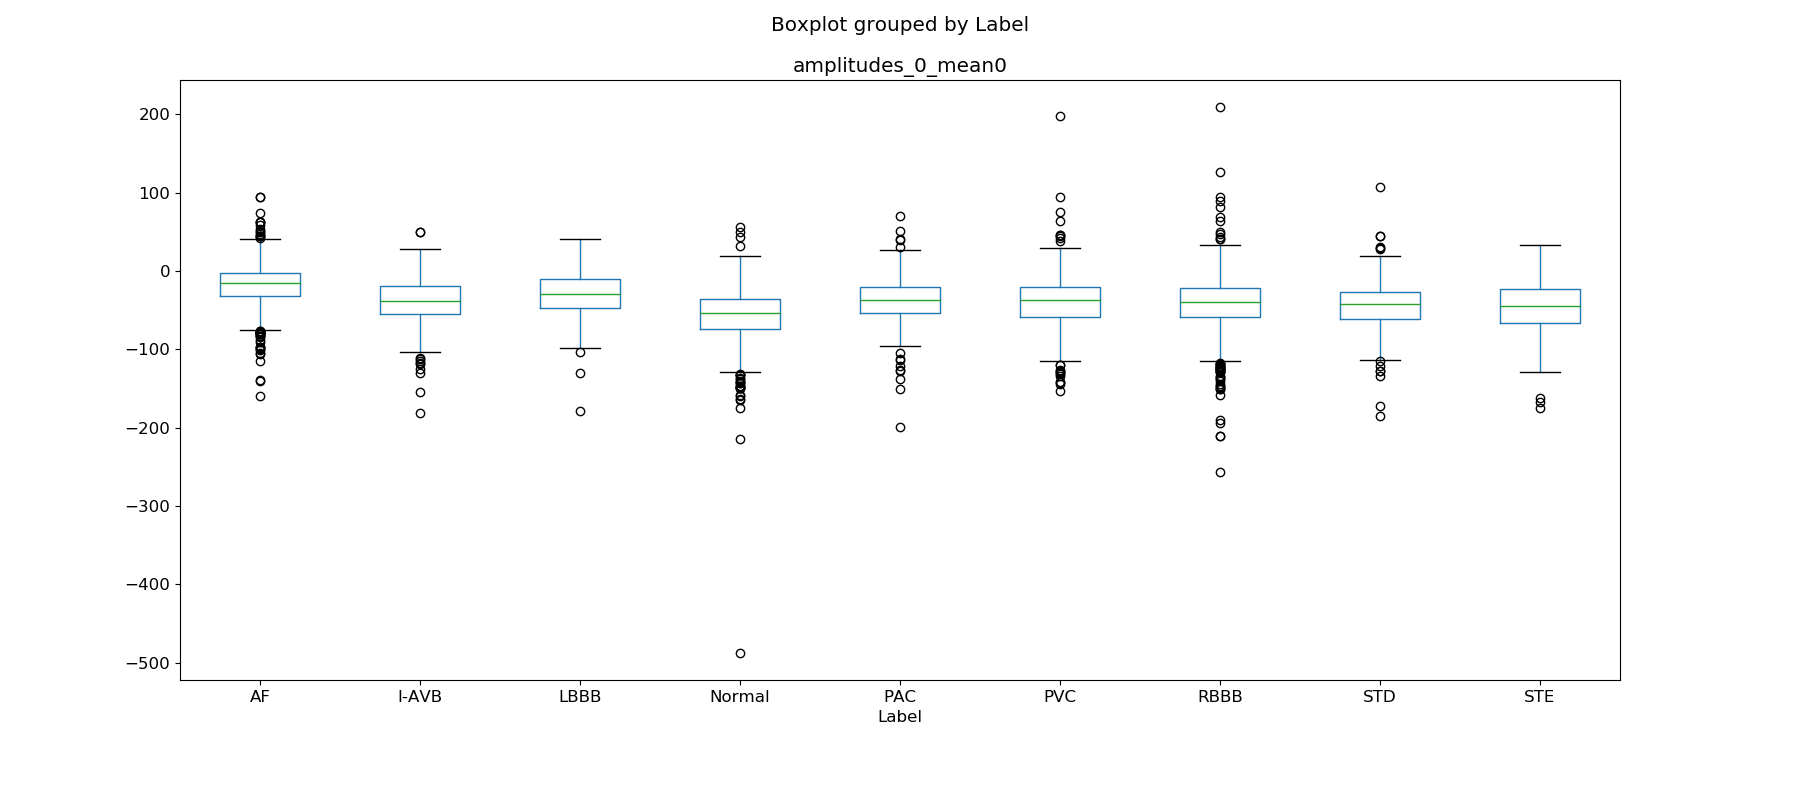 Boxplot grouped by Label
amplitudes_0_mean0
200
100
0
−100
−200
−300
−400
−500
AF I-AVB LBBB Normal PAC PVC RBBB STD STE
Label